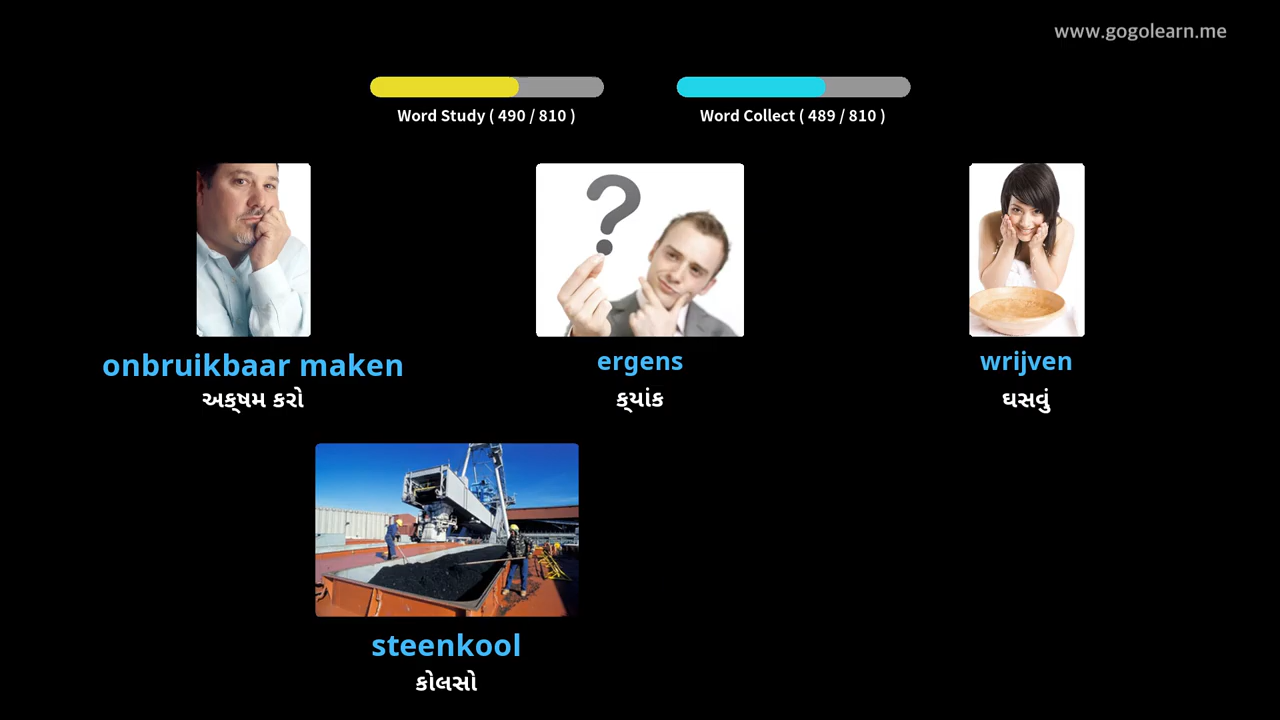 www.gogolearn.me
Word Study ( 490 / 810 )
Word Collect ( 489 / 810 )
onbruikbaar maken
અક્ષમ કરો
ergens
ક્યાંક
wrijven
ઘસવું
steenkool
કોલસો